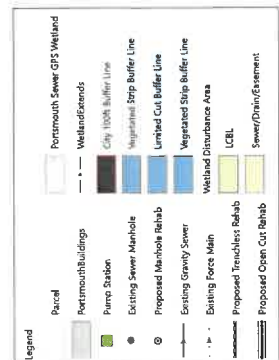 Legend
Parcel
PortsmouthBuildings
Pump Station
Existing Sewer Manhole
Proposed Manhole Rehab
Existing Gravity Sewer
Existing Force Main
Proposed Trenchless Rehab
Proposed Open Cut Rehab
Portsmouth Sewer GPS Wetland
WetlandExtends
City 100ft Buffer Line
Vegetated Strip Buffer Line
Limited Cut Buffer Line
Vegetated Strip Buffer Line
Wetland Disturbance Area
LCBL
Sewer/Drain/Easement